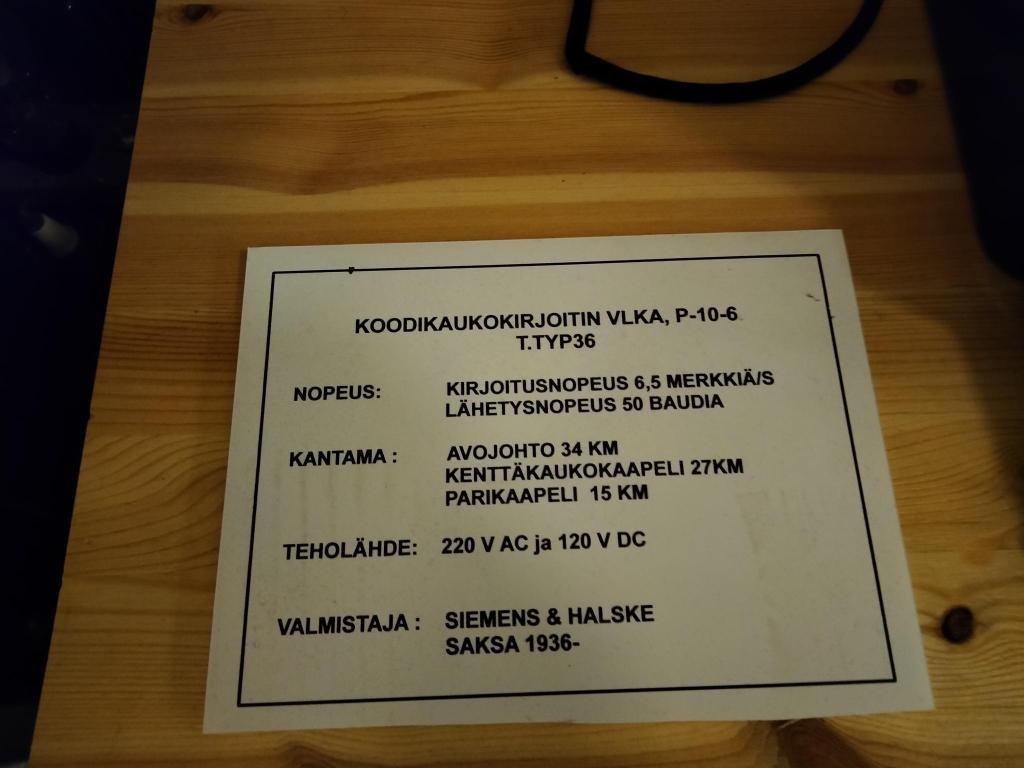 KOODIKAUKOKIRJOITIN VLKA, P-10-6
T.TYP36
NOPEUS: KIRJOITUSNOPEUS 6,5 MERKKIÄ/S
LÄHETYSNOPEUS 50 BAUDIA
KANTAMA : AVOJOHTO 34 KM
KENTTÄKAUKOKAAPELI 27KM
PARIKAAPELI 15 KM
TEHOLÄHDE: 220 V AC ja 120 V DC
VALMISTAJA : SIEMENS & HALSKE
SAKSA 1936-